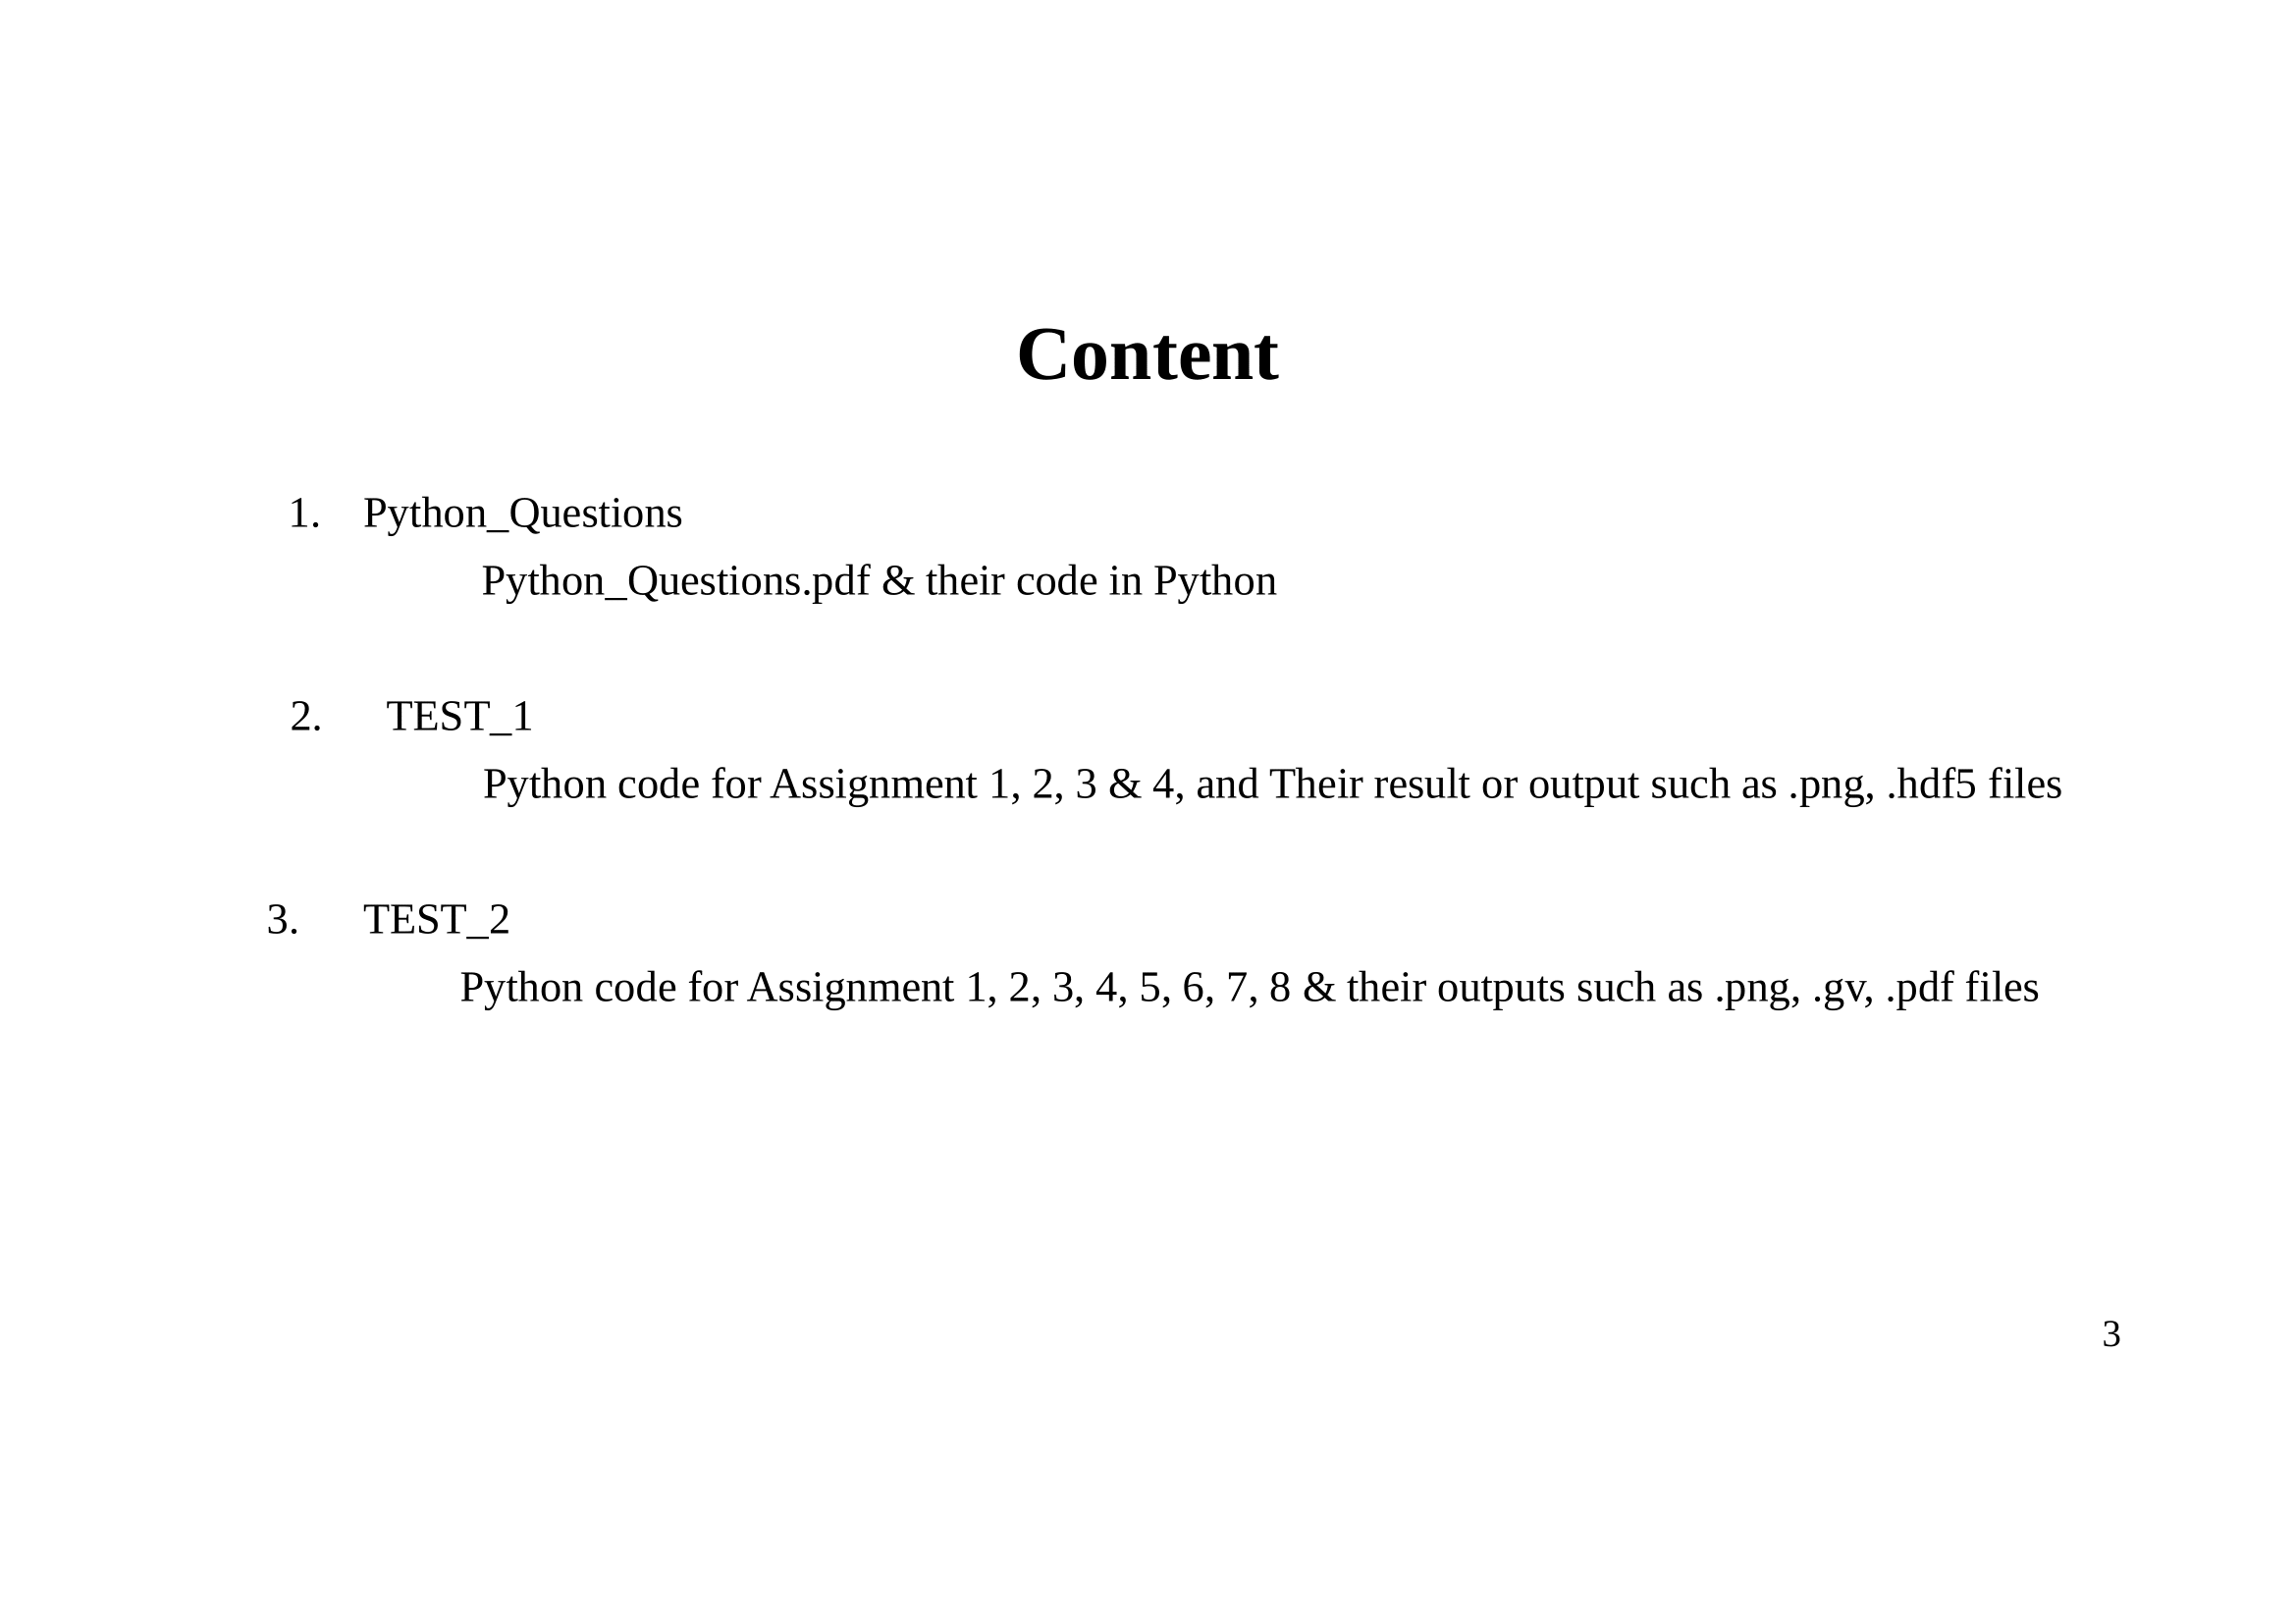 Content
1. Python_Questions
Python_Questions.pdf & their code in Python
2. TEST_1
Python code for Assignment 1, 2, 3 & 4, and Their result or output such as .png, .hdf5 files
3. TEST_2
Python code for Assignment 1, 2, 3, 4, 5, 6, 7, 8 & their outputs such as .png, .gv, .pdf files
3